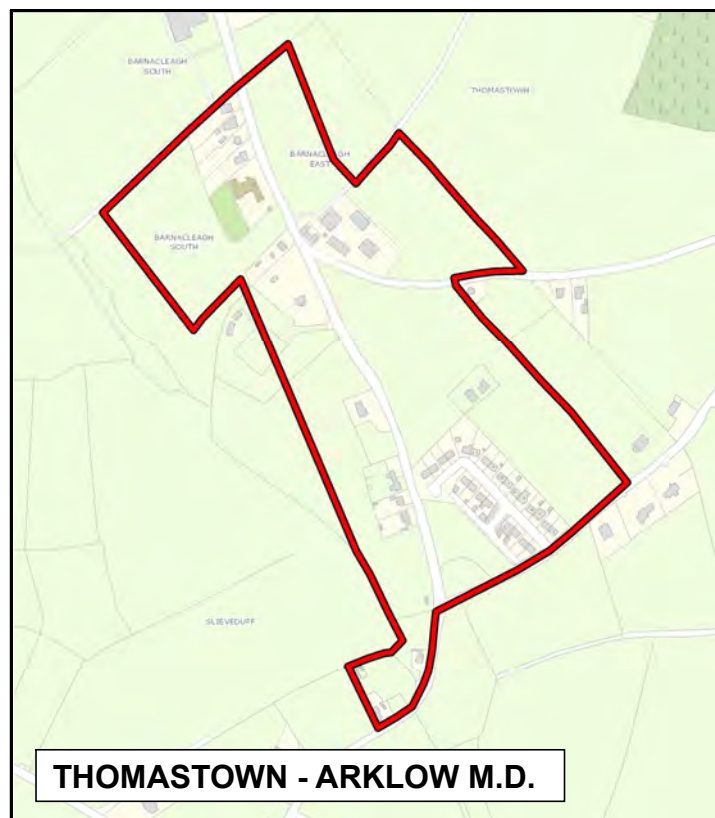 BARNACLEAGH
SOUTH
THOMASTOWN
BARNACLEAGH
EAST
BARNACLEAGH
SOUTH
SLIEVEDUFF
THOMASTOWN - ARKLOW M.D.